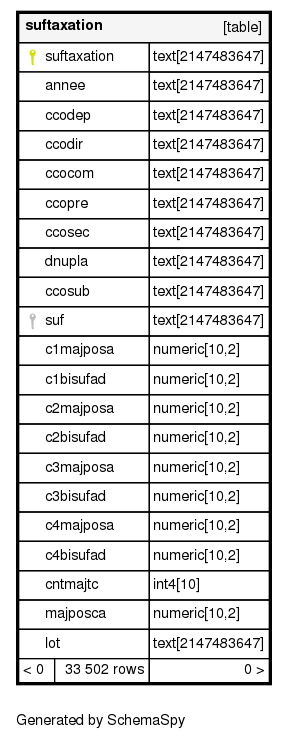 suftaxation [table]
suftaxation text[2147483647]
annee text[2147483647]
ccodep text[2147483647]
ccodir text[2147483647]
ccocom text[2147483647]
ccopre text[2147483647]
ccosec text[2147483647]
dnupla text[2147483647]
ccosub text[2147483647]
suf text[2147483647]
c1majposa numeric[10,2]
c1bisufad numeric[10,2]
c2majposa numeric[10,2]
c2bisufad numeric[10,2]
c3majposa numeric[10,2]
c3bisufad numeric[10,2]
c4majposa numeric[10,2]
c4bisufad numeric[10,2]
cntmajtc int4[10]
majposca numeric[10,2]
lot text[2147483647]
< 0 33 502 rows 0 >
Generated by SchemaSpy